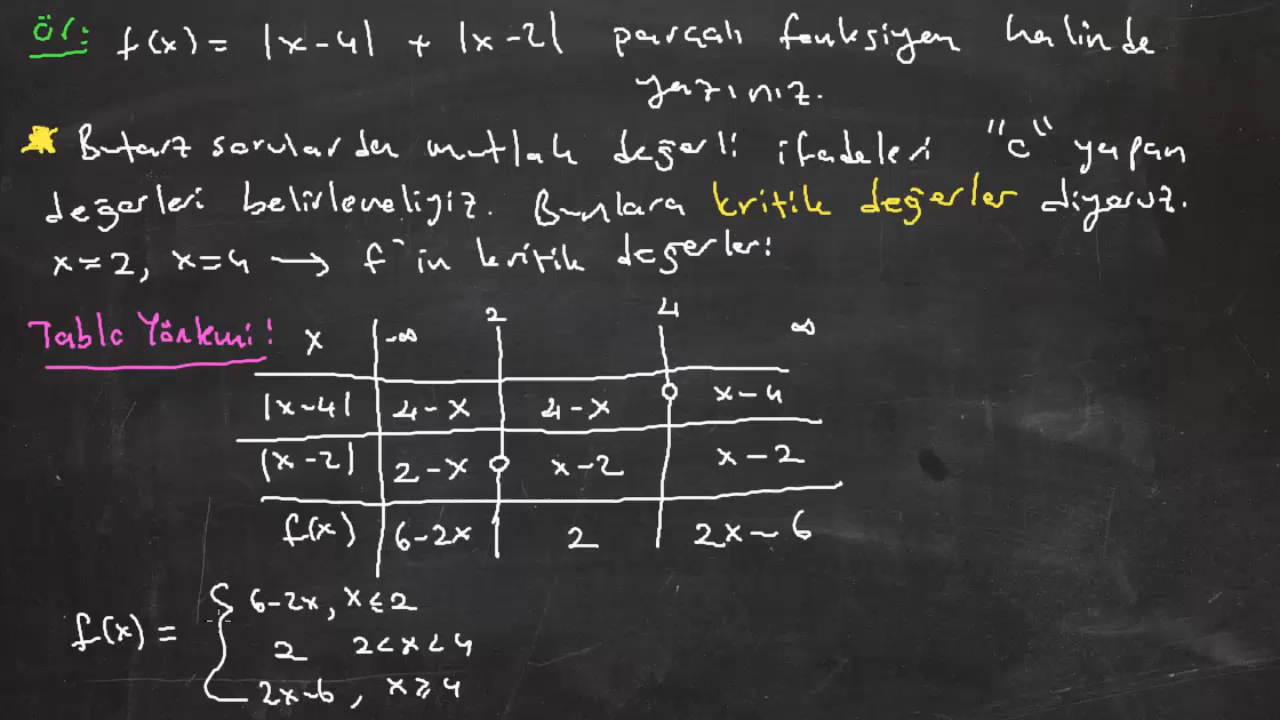 ÖR: f(x) = |x-4| + |x-2| parçalı fonksiyon halinde
yazınız.
Bu tarz sorularda mutlak değerli ifadeleri "0" yapan
değerleri belirlemeliyiz. Bunlara kritik değerler diyoruz.
x=2, x=4 → f in kritik değerleri
Tablo Yöntemi:
x -∞ 2 4 ∞
|x-4| 4-x 4-x x-4
|x-2| 2-x x-2 x-2
f(x) 6-2x 2 2x-6
6-2x, x≤2
f(x) = { 2 2<x<4
2x-6, x≥4